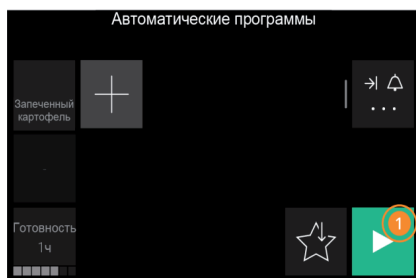 Автоматические программы
Запеченный
картофель
-
...
Готовность
1ч
1